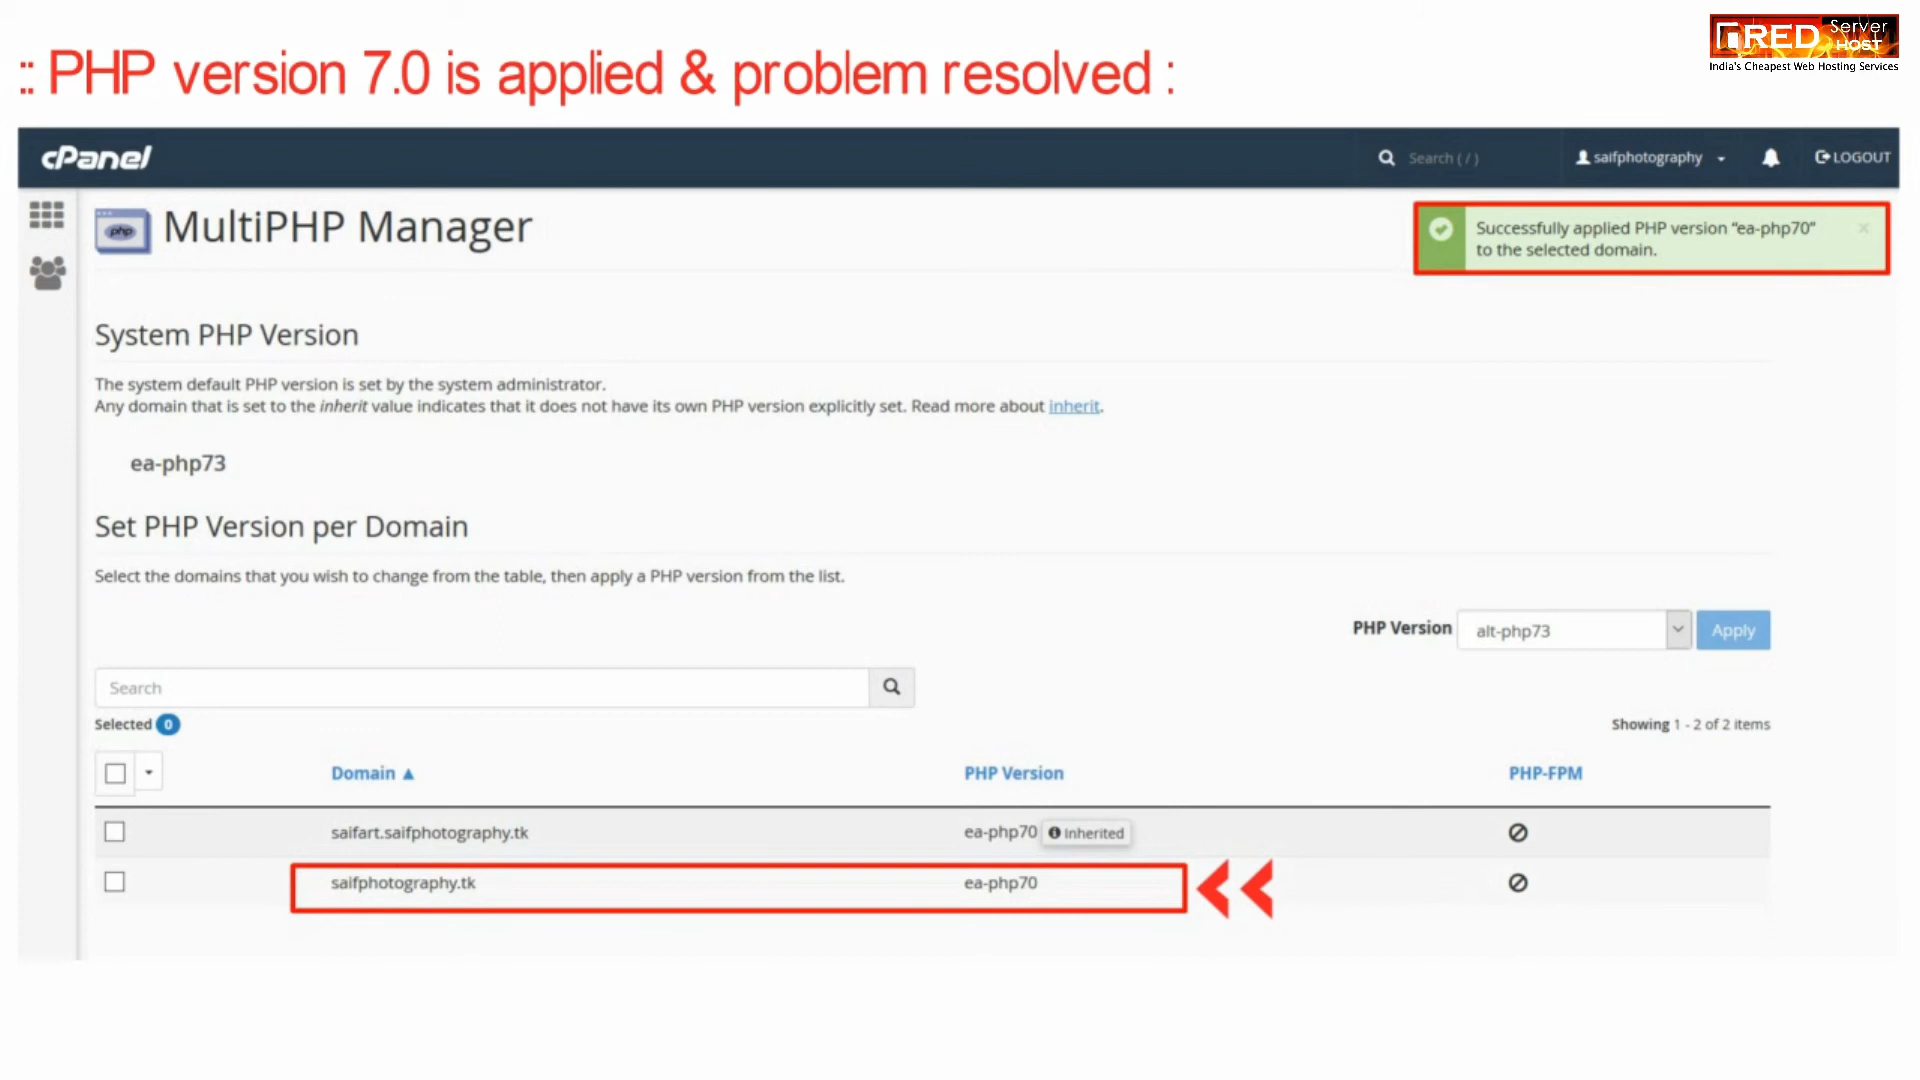 :: PHP version 7.0 is applied & problem resolved :
RED Server HOST
India's Cheapest Web Hosting Services
cPanel
Search ( / )
saifphotography
LOGOUT
php
MultiPHP Manager
Successfully applied PHP version "ea-php70"
to the selected domain.
System PHP Version
The system default PHP version is set by the system administrator.
Any domain that is set to the inherit value indicates that it does not have its own PHP version explicitly set. Read more about inherit.
ea-php73
Set PHP Version per Domain
Select the domains that you wish to change from the table, then apply a PHP version from the list.
PHP Version alt-php73 Apply
Search
Selected 0
Showing 1 - 2 of 2 items
Domain ▲ PHP Version PHP-FPM
saifart.saifphotography.tk ea-php70 Inherited
saifphotography.tk ea-php70